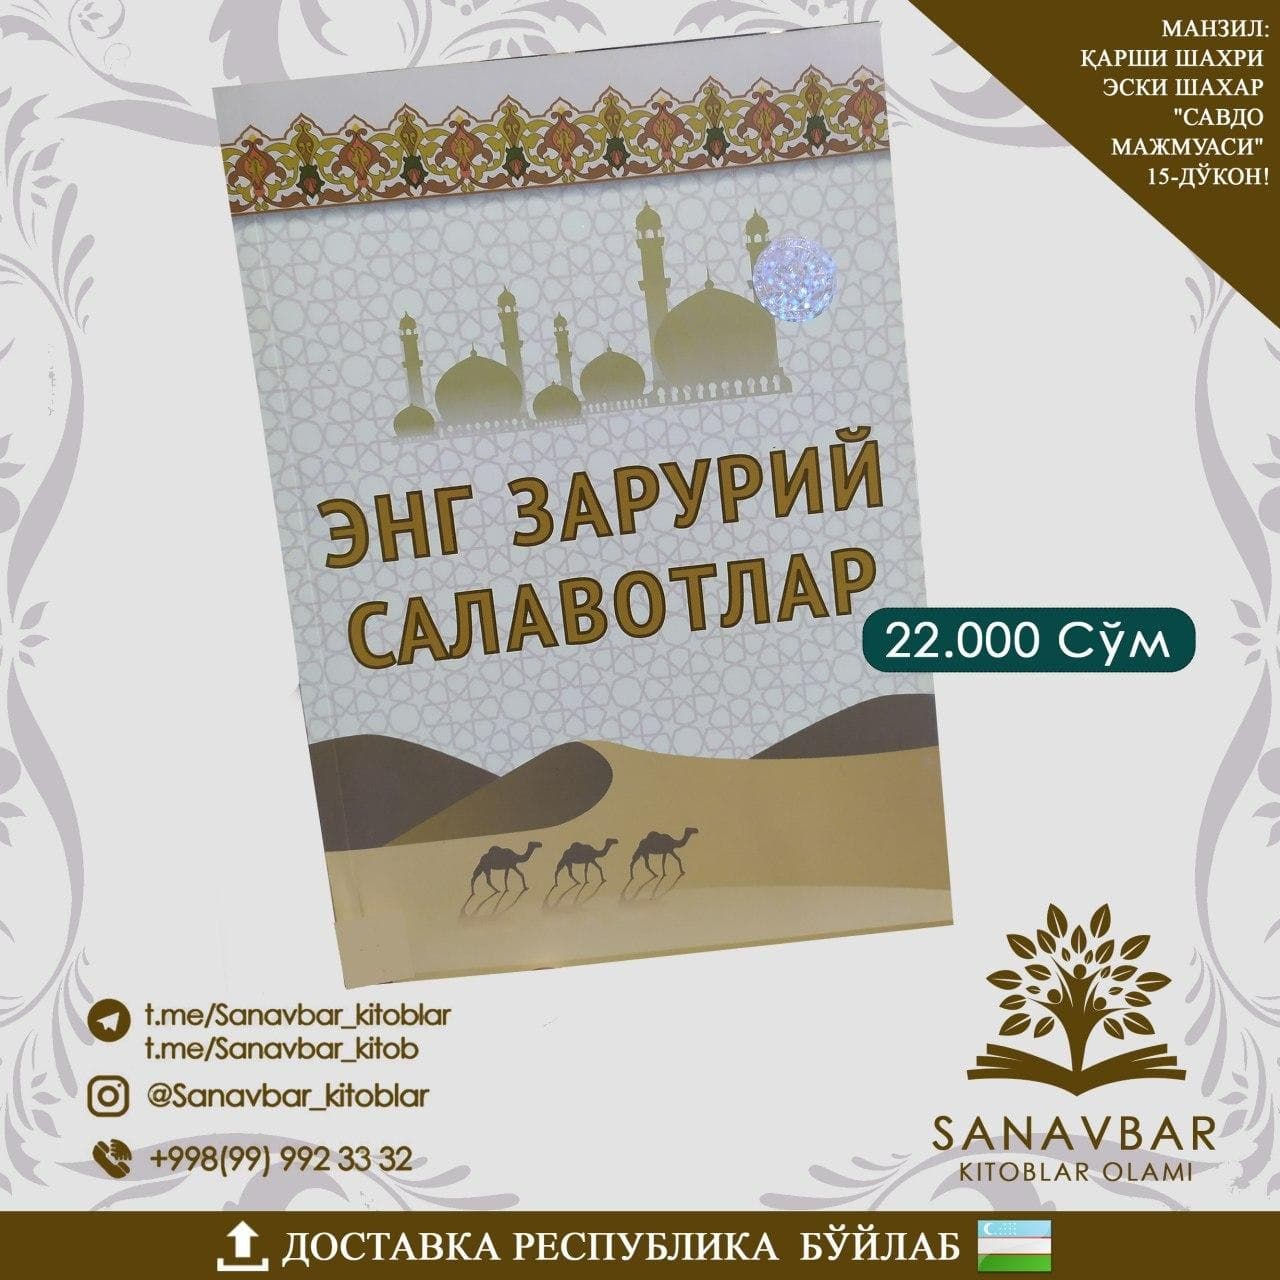 МАНЗИЛ:
ҚАРШИ ШАХРИ
ЭСКИ ШАХАР
"САВДО
МАЖМУАСИ"
15-ДЎКОН!
ЭНГ ЗАРУРИЙ
САЛАВОТЛАР
22.000 Сўм
t.me/Sanavbar_kitoblar
t.me/Sanavbar_kitob
@Sanavbar_kitoblar
+998(99) 992 33 32
SANAVBAR
KITOBLAR OLAMI
ДОСТАВКА РЕСПУБЛИКА БЎЙЛАБ